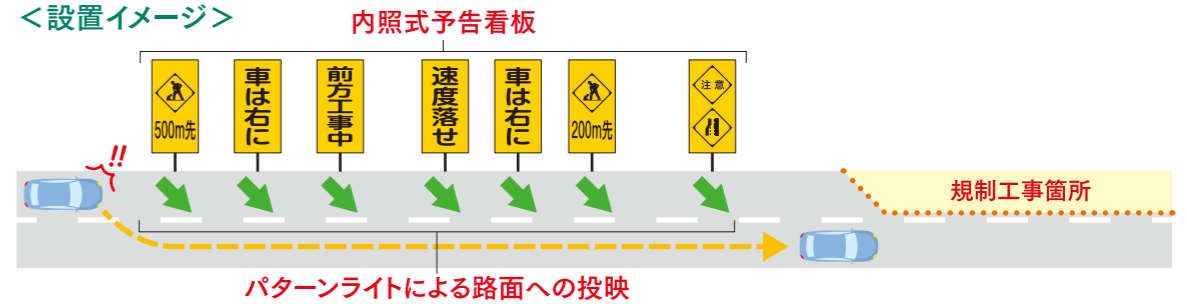 ＜設置イメージ＞
内照式予告看板
500m先
車は右に
前方工事中
速度落せ
車は右に
200m先
注意
!!
規制工事箇所
パターンライトによる路面への投映